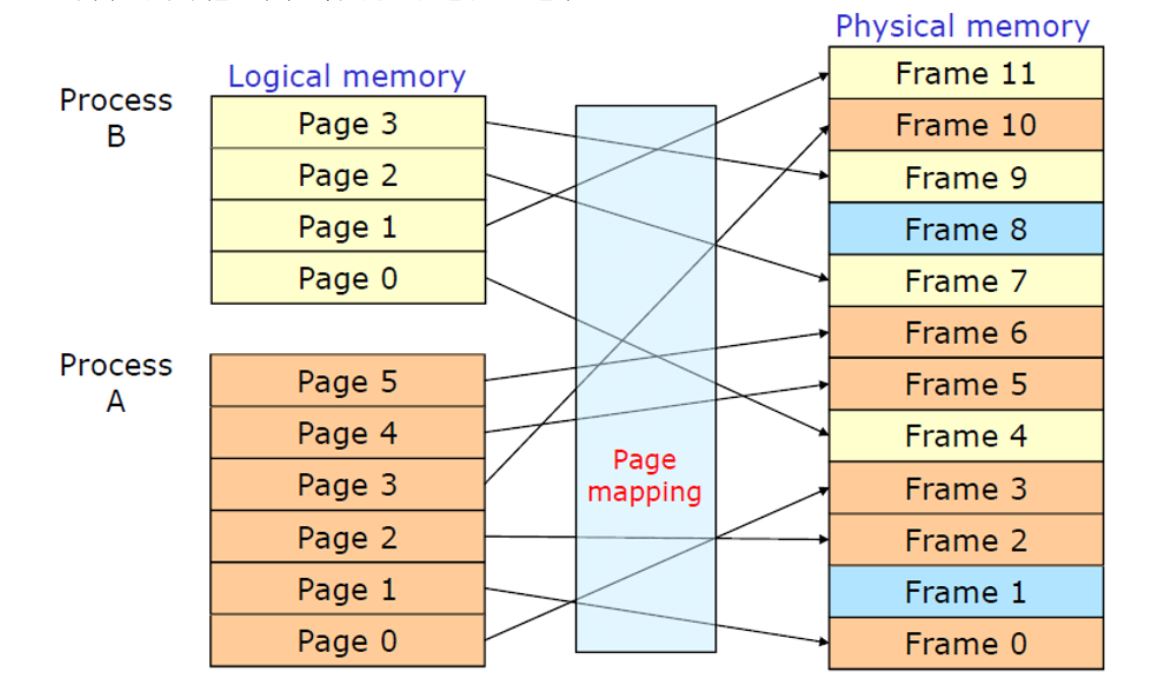 Physical memory
Logical memory
Process
B
Page 3
Page 2
Page 1
Page 0
Process
A
Page 5
Page 4
Page 3
Page 2
Page 1
Page 0
Page
mapping
Frame 11
Frame 10
Frame 9
Frame 8
Frame 7
Frame 6
Frame 5
Frame 4
Frame 3
Frame 2
Frame 1
Frame 0